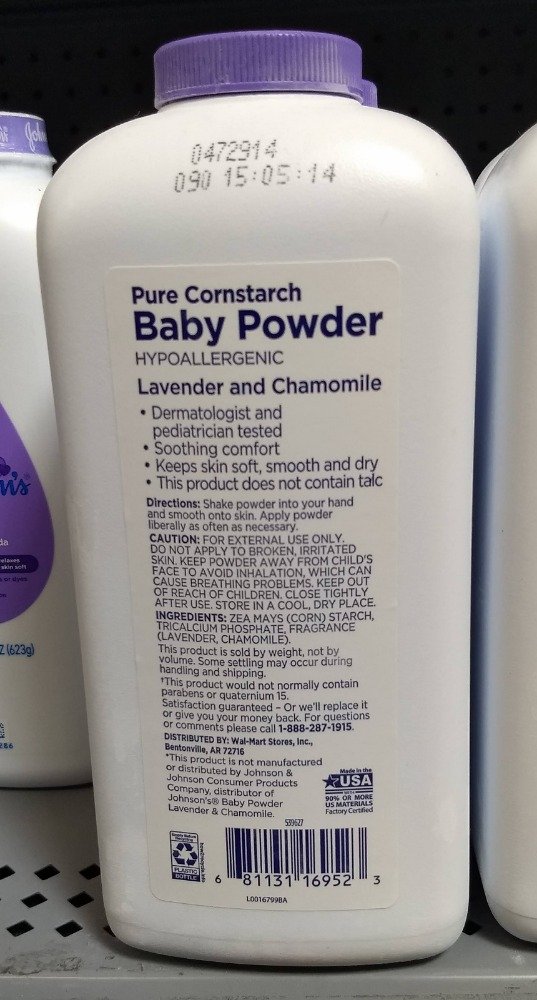 0472914
090 15:05:14
Pure Cornstarch
Baby Powder
HYPOALLERGENIC
Lavender and Chamomile
• Dermatologist and
pediatrician tested
• Soothing comfort
• Keeps skin soft, smooth and dry
• This product does not contain talc
Directions: Shake powder into your hand
and smooth onto skin. Apply powder
liberally as often as necessary.
CAUTION: FOR EXTERNAL USE ONLY.
DO NOT APPLY TO BROKEN, IRRITATED
SKIN. KEEP POWDER AWAY FROM CHILD'S
FACE TO AVOID INHALATION, WHICH CAN
CAUSE BREATHING PROBLEMS. KEEP OUT
OF REACH OF CHILDREN. CLOSE TIGHTLY
AFTER USE. STORE IN A COOL, DRY PLACE.
INGREDIENTS: ZEA MAYS (CORN) STARCH,
TRICALCIUM PHOSPHATE, FRAGRANCE
(LAVENDER, CHAMOMILE).
This product is sold by weight, not by
volume. Some settling may occur during
handling and shipping.
†This product would not normally contain
parabens or quaternium 15.
Satisfaction guaranteed – Or we'll replace it
or give you your money back. For questions
or comments please call 1-888-287-1915.
DISTRIBUTED BY: Wal-Mart Stores, Inc.,
Bentonville, AR 72716
*This product is not manufactured
or distributed by Johnson &
Johnson Consumer Products
Company, distributor of
Johnson's® Baby Powder
Lavender & Chamomile.
Made in the
USA
90% OR MORE
US MATERIALS
Factory Certified
539627
PLASTIC
BOTTLE
6 81131 16952 3
L0016799BA
n's
skin soft
Z (623g)
286